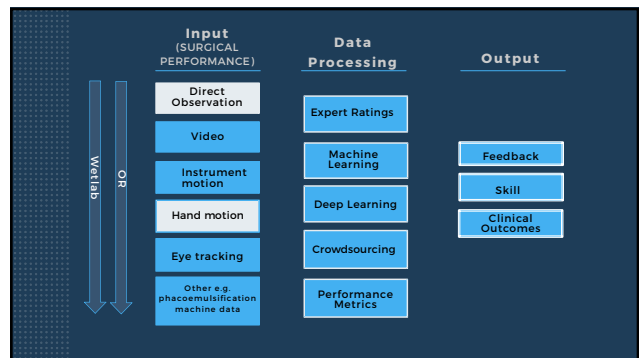 Input
(SURGICAL
PERFORMANCE)
Direct
Observation
Video
Instrument
motion
Hand motion
Eye tracking
Other e.g.
phacoemulsification
machine data
Wetlab
OR
Data
Processing
Expert Ratings
Machine
Learning
Deep Learning
Crowdsourcing
Performance
Metrics
Output
Feedback
Skill
Clinical
Outcomes